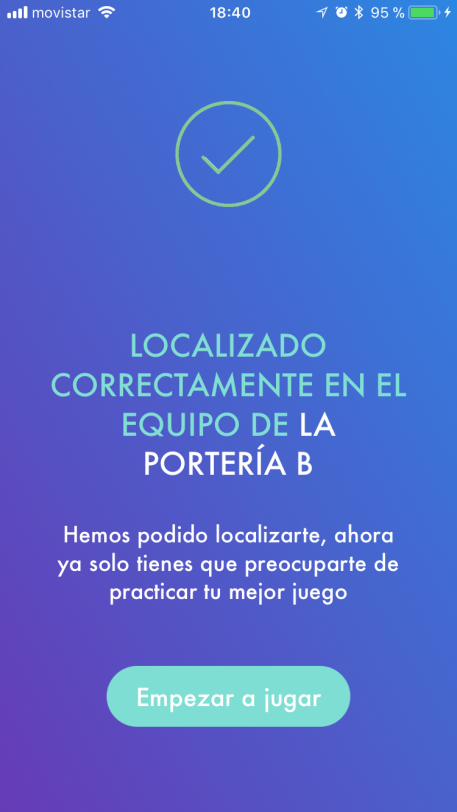 movistar 18:40 95 %
LOCALIZADO
CORRECTAMENTE EN EL
EQUIPO DE LA
PORTERÍA B
Hemos podido localizarte, ahora
ya solo tienes que preocuparte de
practicar tu mejor juego
Empezar a jugar